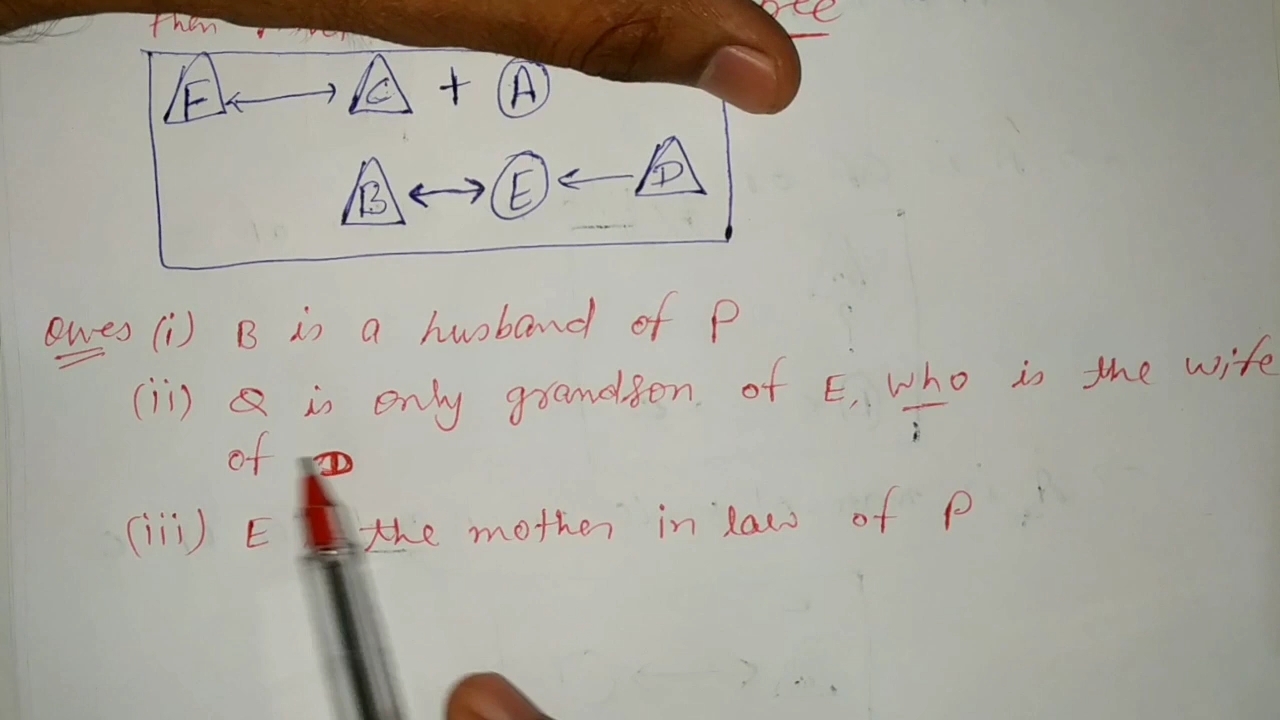 then
F ↔ C + A
B ↔ E ← D
Ques (i) B is a husband of P
(ii) Q is only grandson of E, who is the wife
of D
(iii) E the mother in law of P